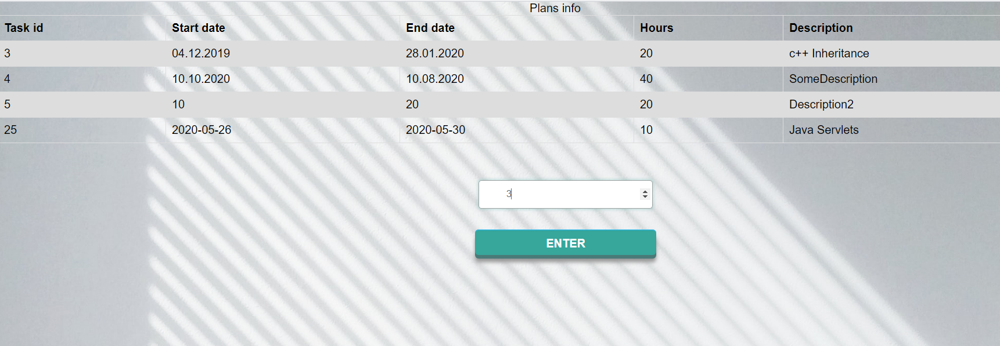 Plans info
Task id Start date End date Hours Description
3 04.12.2019 28.01.2020 20 c++ Inheritance
4 10.10.2020 10.08.2020 40 SomeDescription
5 10 20 20 Description2
25 2020-05-26 2020-05-30 10 Java Servlets
3
ENTER